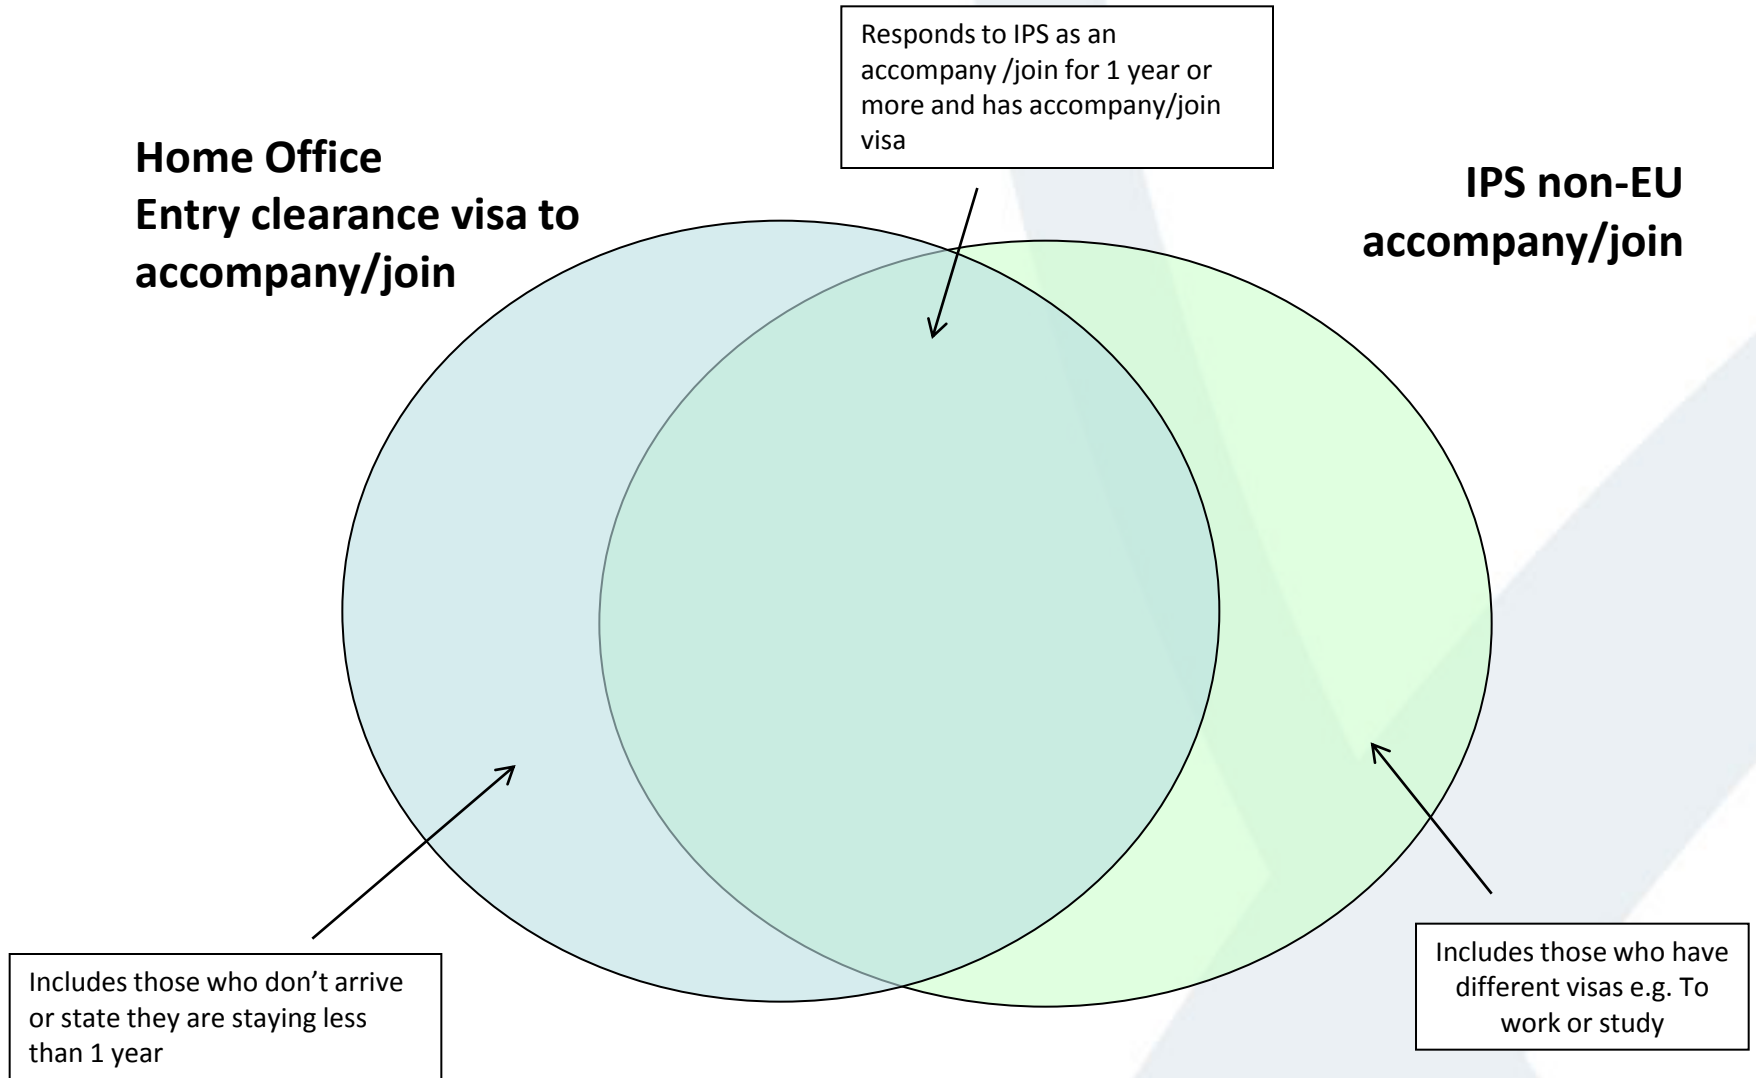 Responds to IPS as an
accompany /join for 1 year or
more and has accompany/join
visa
Home Office
Entry clearance visa to
accompany/join
IPS non-EU
accompany/join
Includes those who don’t arrive
or state they are staying less
than 1 year
Includes those who have
different visas e.g. To
work or study